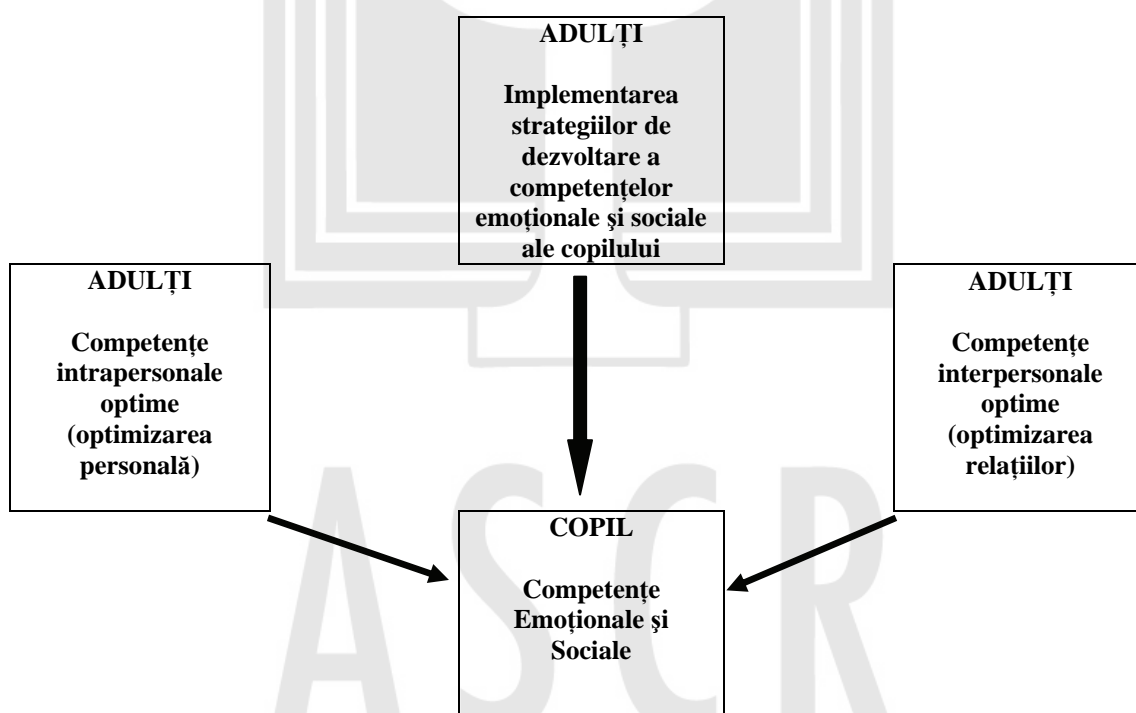 ADULȚI
Implementarea
strategiilor de
dezvoltare a
competențelor
emoționale şi sociale
ale copilului
ADULȚI
Competențe
intrapersonale
optime
(optimizarea
personală)
ADULȚI
Competențe
interpersonale
optime
(optimizarea
relațiilor)
COPIL
Competențe
Emoționale şi
Sociale
ASCR